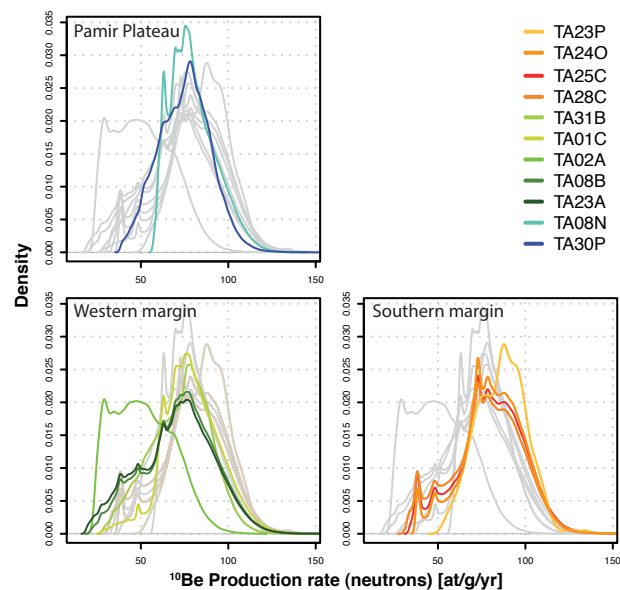 Pamir Plateau
0.035
0.030
0.025
0.020
0.015
0.010
0.005
0.000
50
100
150
TA23P
TA24O
TA25C
TA28C
TA31B
TA01C
TA02A
TA08B
TA23A
TA08N
TA30P
Density
Western margin
0.035
0.030
0.025
0.020
0.015
0.010
0.005
0.000
50
100
150
Southern margin
0.035
0.030
0.025
0.020
0.015
0.010
0.005
0.000
50
100
150
¹⁰Be Production rate (neutrons) [at/g/yr]